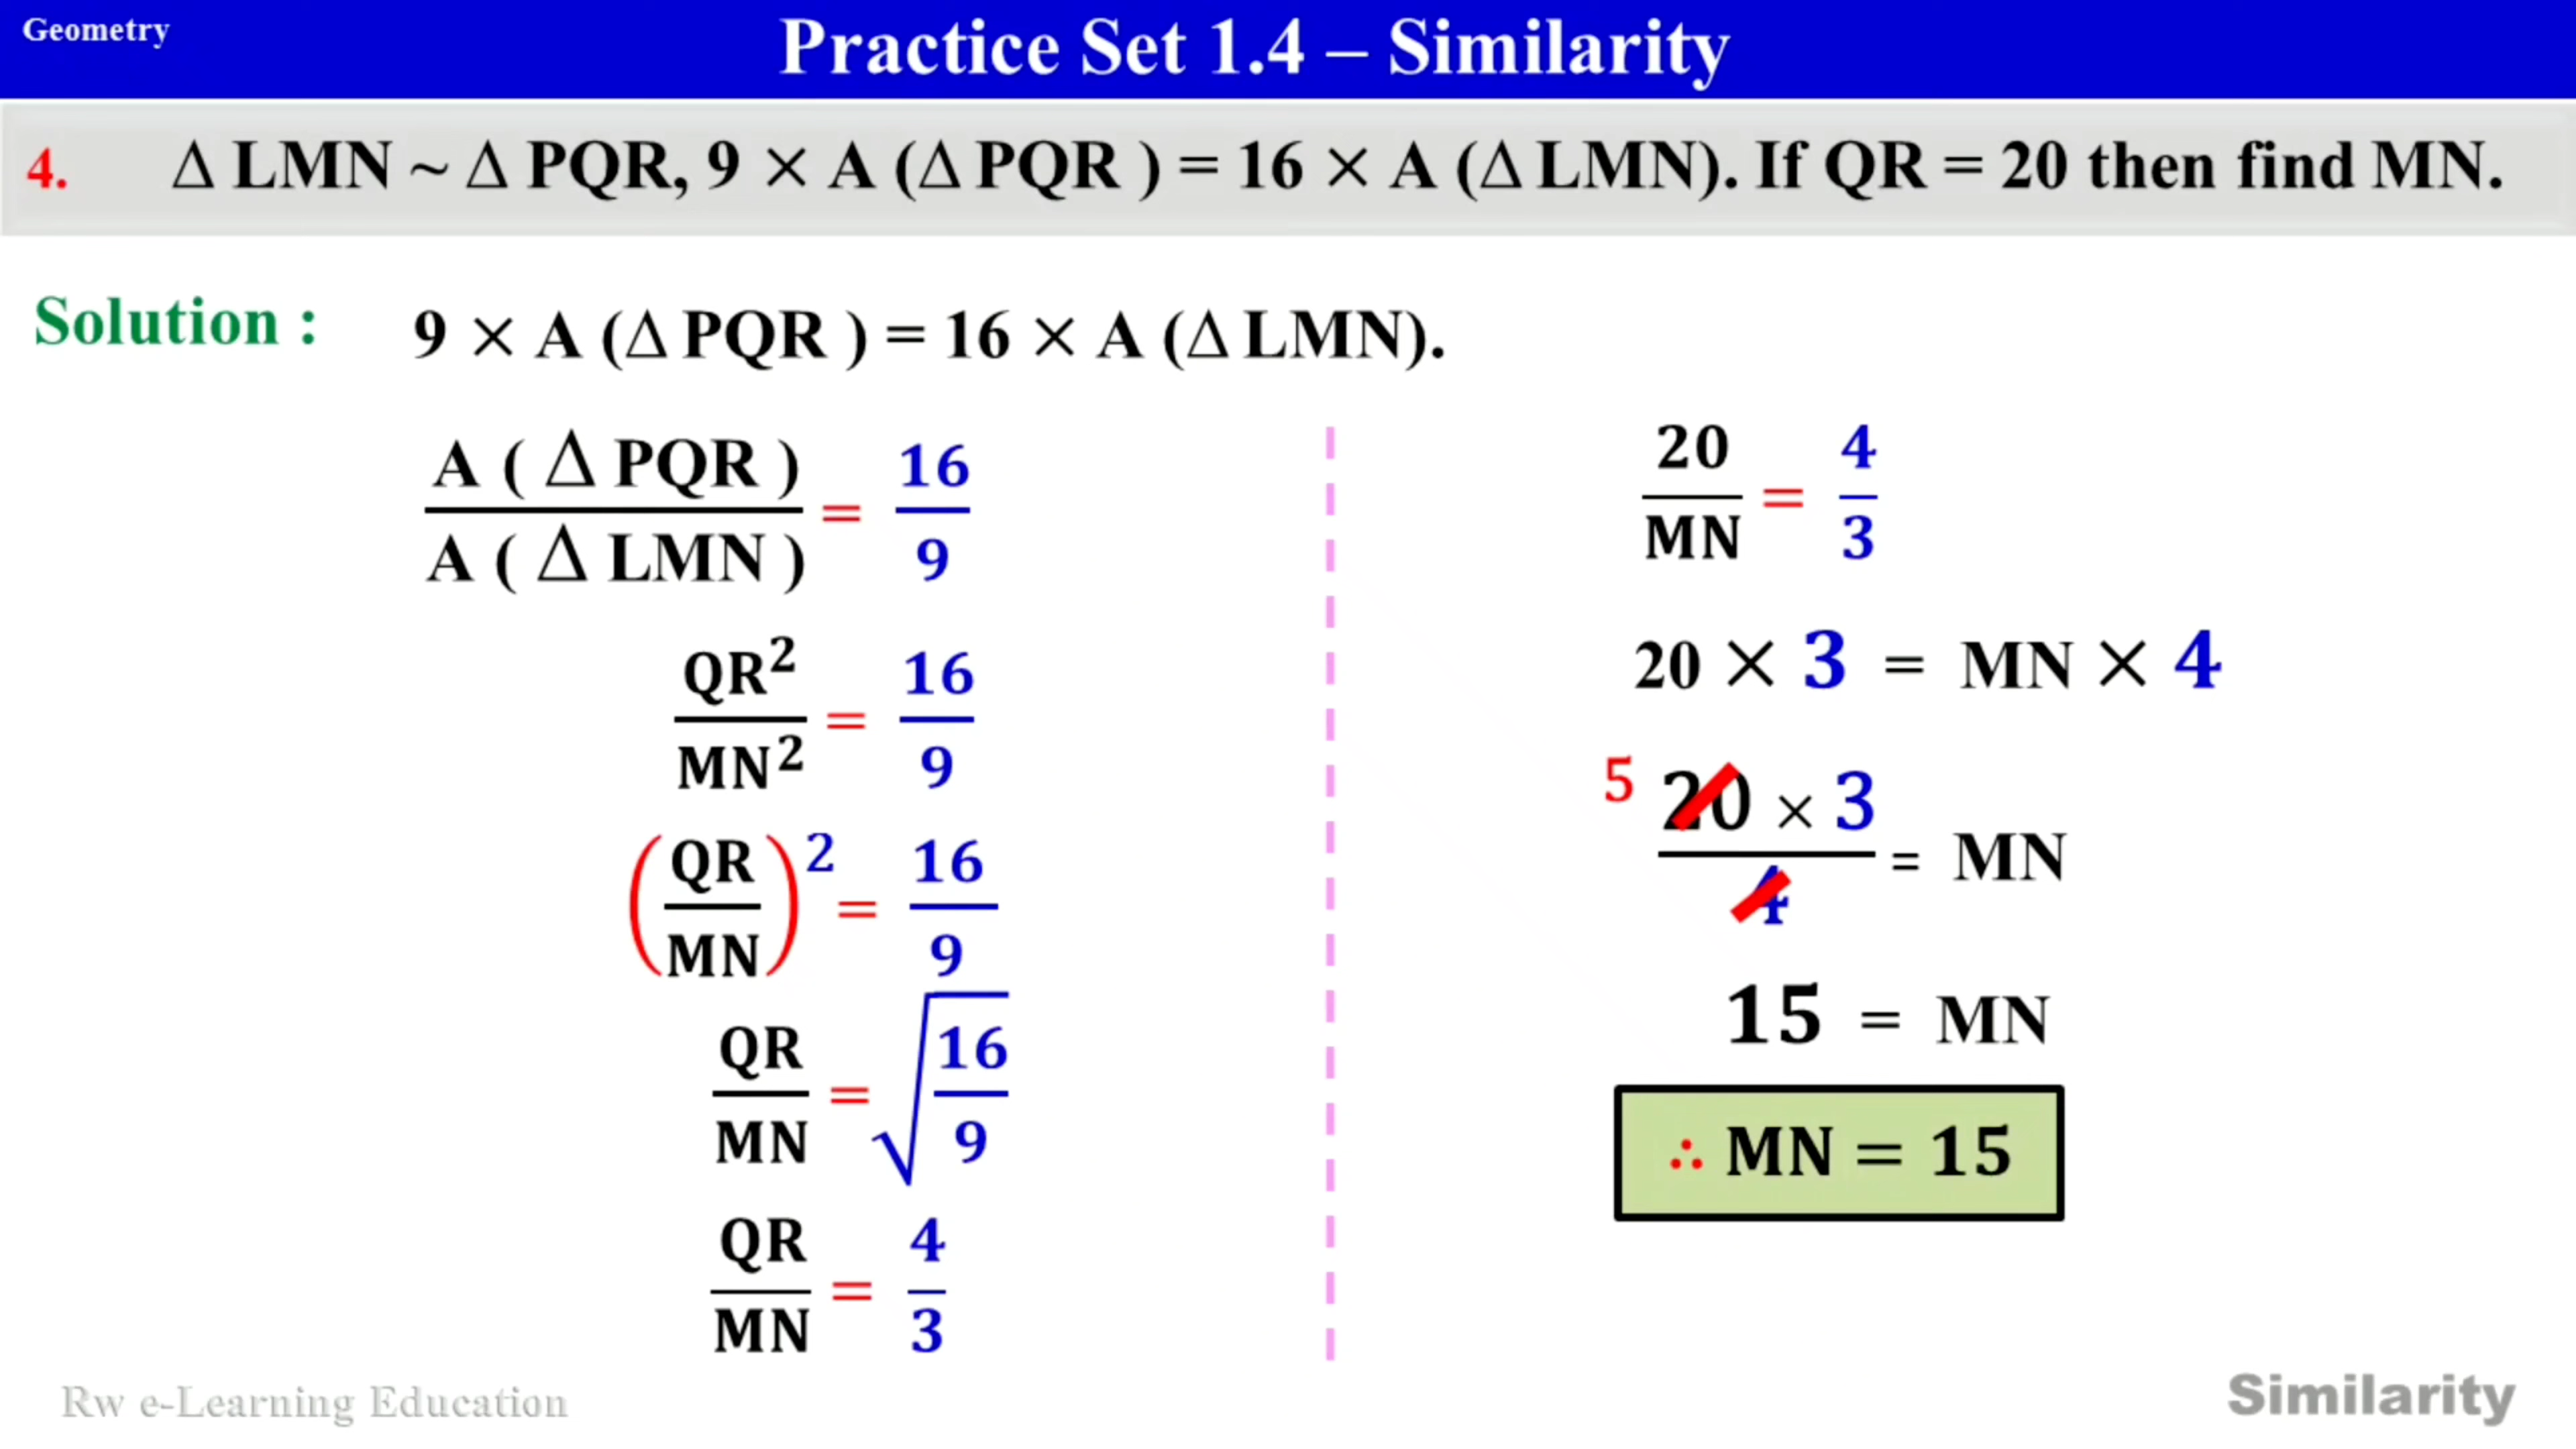 Geometry
Practice Set 1.4 – Similarity
4. Δ LMN ~ Δ PQR, 9 × A (Δ PQR ) = 16 × A (Δ LMN). If QR = 20 then find MN.
Solution : 9 × A (Δ PQR ) = 16 × A (Δ LMN).
A ( Δ PQR ) / A ( Δ LMN ) = 16 / 9
QR² / MN² = 16 / 9
(QR / MN)² = 16 / 9
QR / MN = √(16 / 9)
QR / MN = 4 / 3
20 / MN = 4 / 3
20 × 3 = MN × 4
5 20 × 3 / 4 = MN
15 = MN
∴ MN = 15
Rw e-Learning Education
Similarity